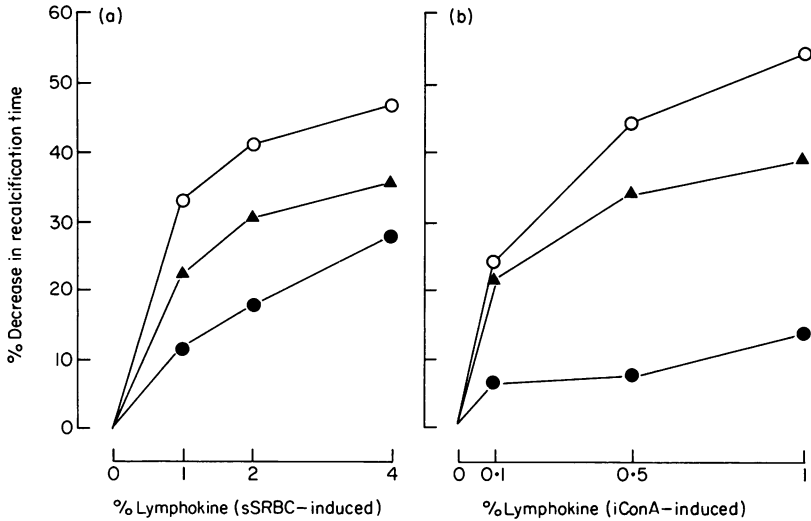 (a)
(b)
% Decrease in recalcification time
60
50
40
30
20
10
0
0 1 2 4
0 0·1 0·5 1
% Lymphokine (sSRBC-induced)
% Lymphokine (iConA-induced)